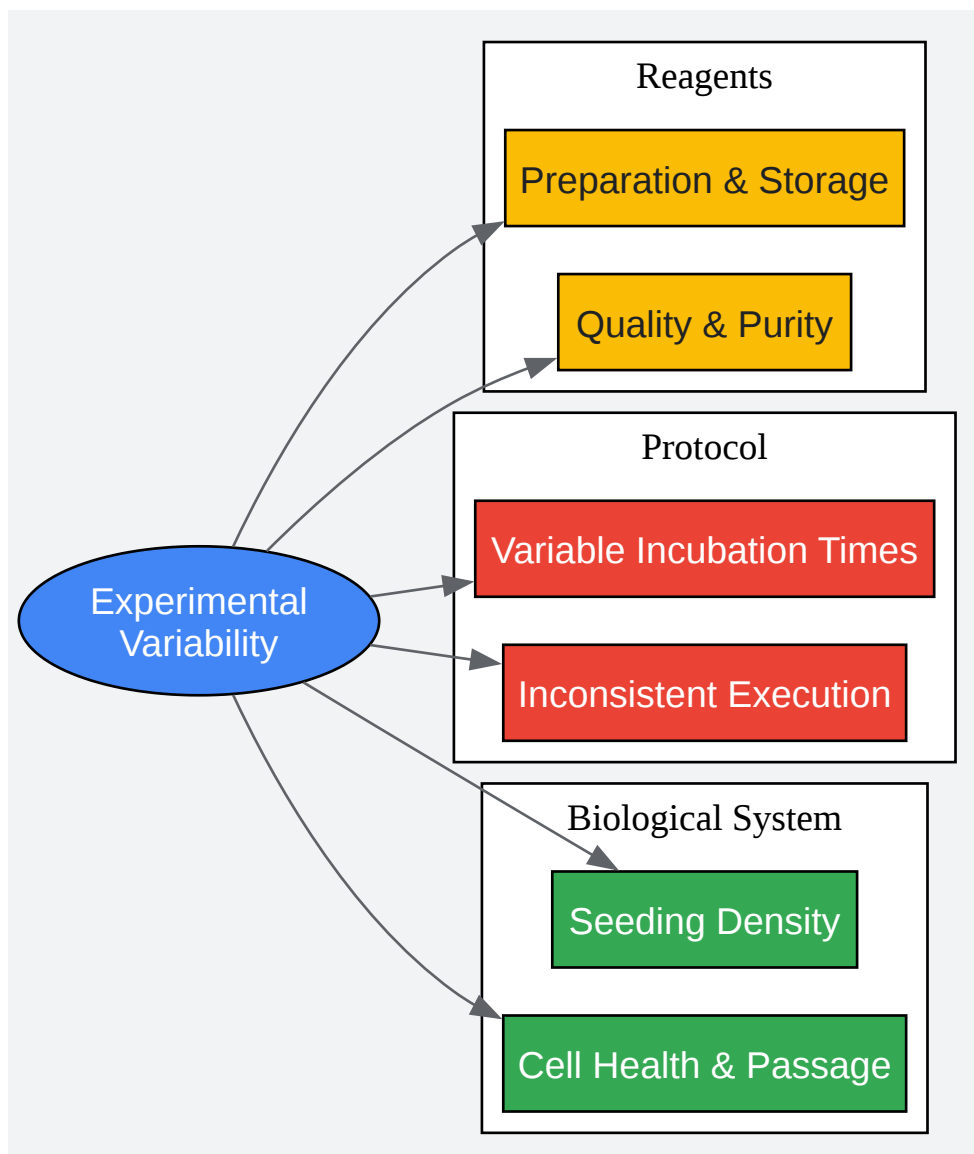 Reagents
Preparation & Storage
Quality & Purity
Protocol
Variable Incubation Times
Experimental
Variability
Inconsistent Execution
Biological System
Seeding Density
Cell Health & Passage